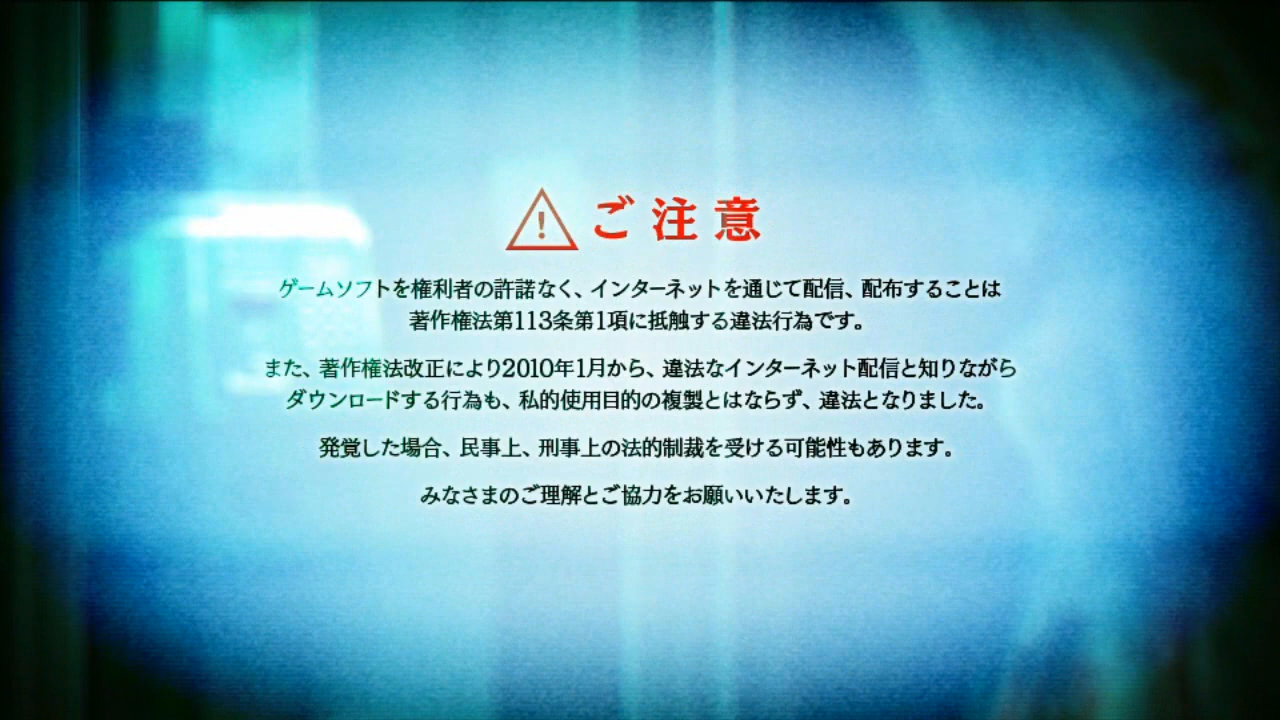 ご注意
ゲームソフトを権利者の許諾なく、インターネットを通じて配信、配布することは
著作権法第113条第1項に抵触する違法行為です。
また、著作権法改正により2010年1月から、違法なインターネット配信と知りながら
ダウンロードする行為も、私的使用目的の複製とはならず、違法となりました。
発覚した場合、民事上、刑事上の法的制裁を受ける可能性もあります。
みなさまのご理解とご協力をお願いいたします。